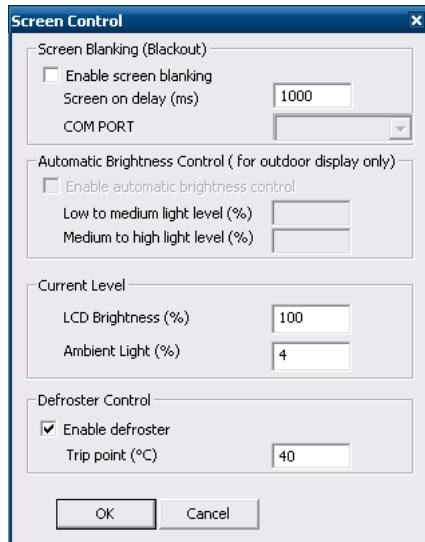 Screen Control
Screen Blanking (Blackout)
Enable screen blanking
Screen on delay (ms) 1000
COM PORT
Automatic Brightness Control ( for outdoor display only)
Enable automatic brightness control
Low to medium light level (%)
Medium to high light level (%)
Current Level
LCD Brightness (%) 100
Ambient Light (%) 4
Defroster Control
Enable defroster
Trip point (°C) 40
OK Cancel